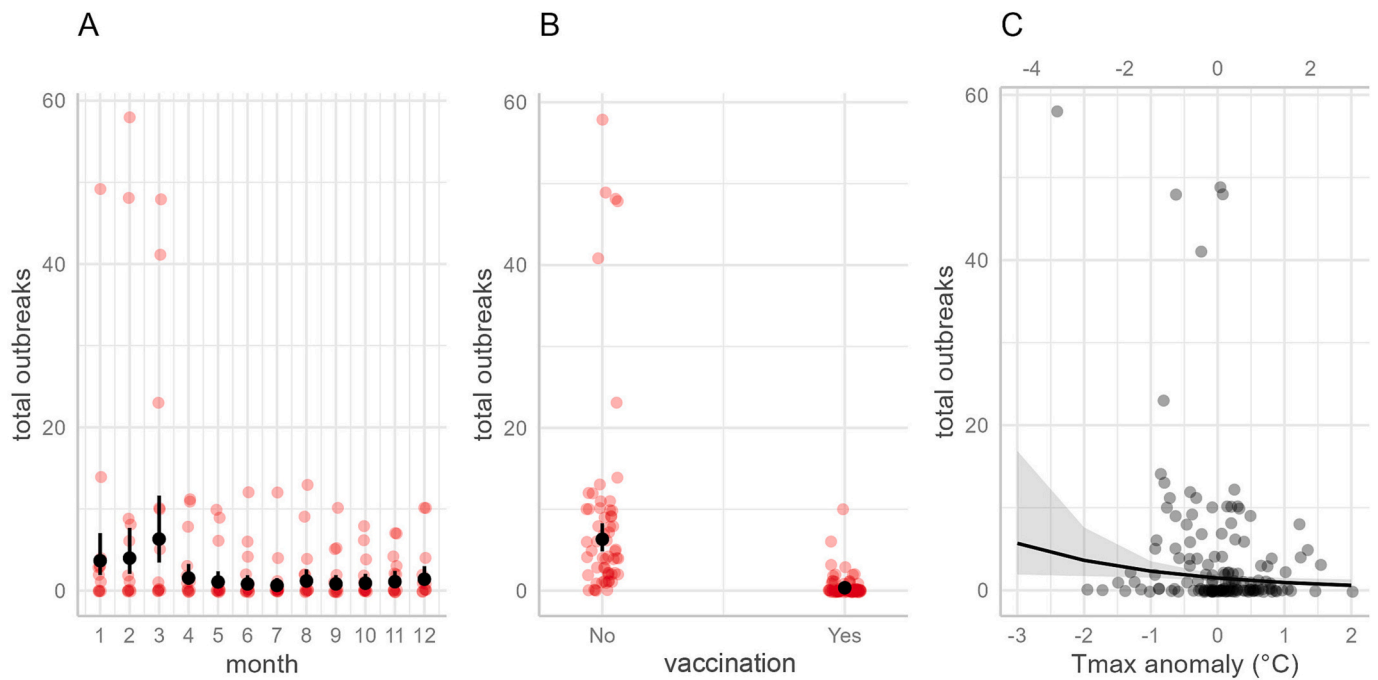 A
B
C
-4 -2 0 2
60
40
20
0
total outbreaks
1 2 3 4 5 6 7 8 9 10 11 12
month
60
40
20
0
total outbreaks
No Yes
vaccination
60
40
20
0
total outbreaks
-3 -2 -1 0 1 2
Tmax anomaly (°C)